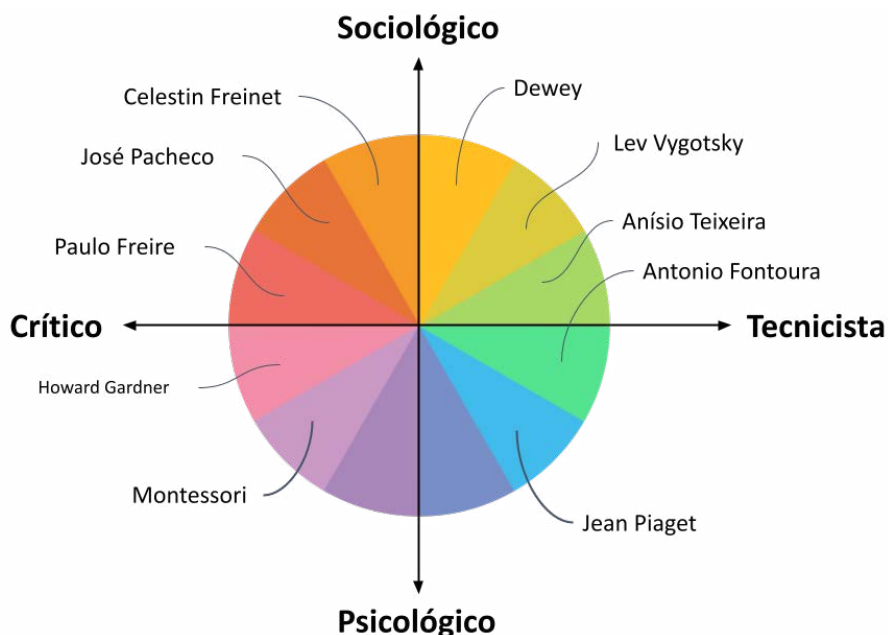 Sociológico
Celestin Freinet
Dewey
José Pacheco
Lev Vygotsky
Paulo Freire
Anísio Teixeira
Antonio Fontoura
Crítico
Tecnicista
Howard Gardner
Montessori
Jean Piaget
Psicológico